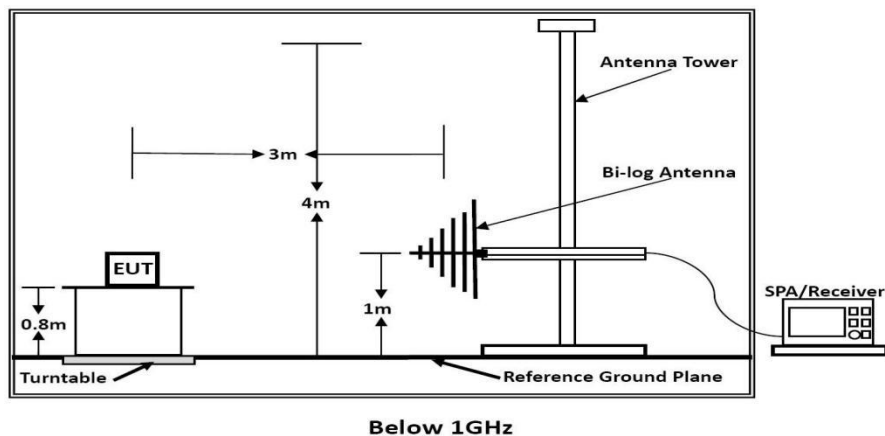 Antenna Tower
3m
Bi-log Antenna
4m
EUT
SPA/Receiver
0.8m
1m
Turntable
Reference Ground Plane
Below 1GHz